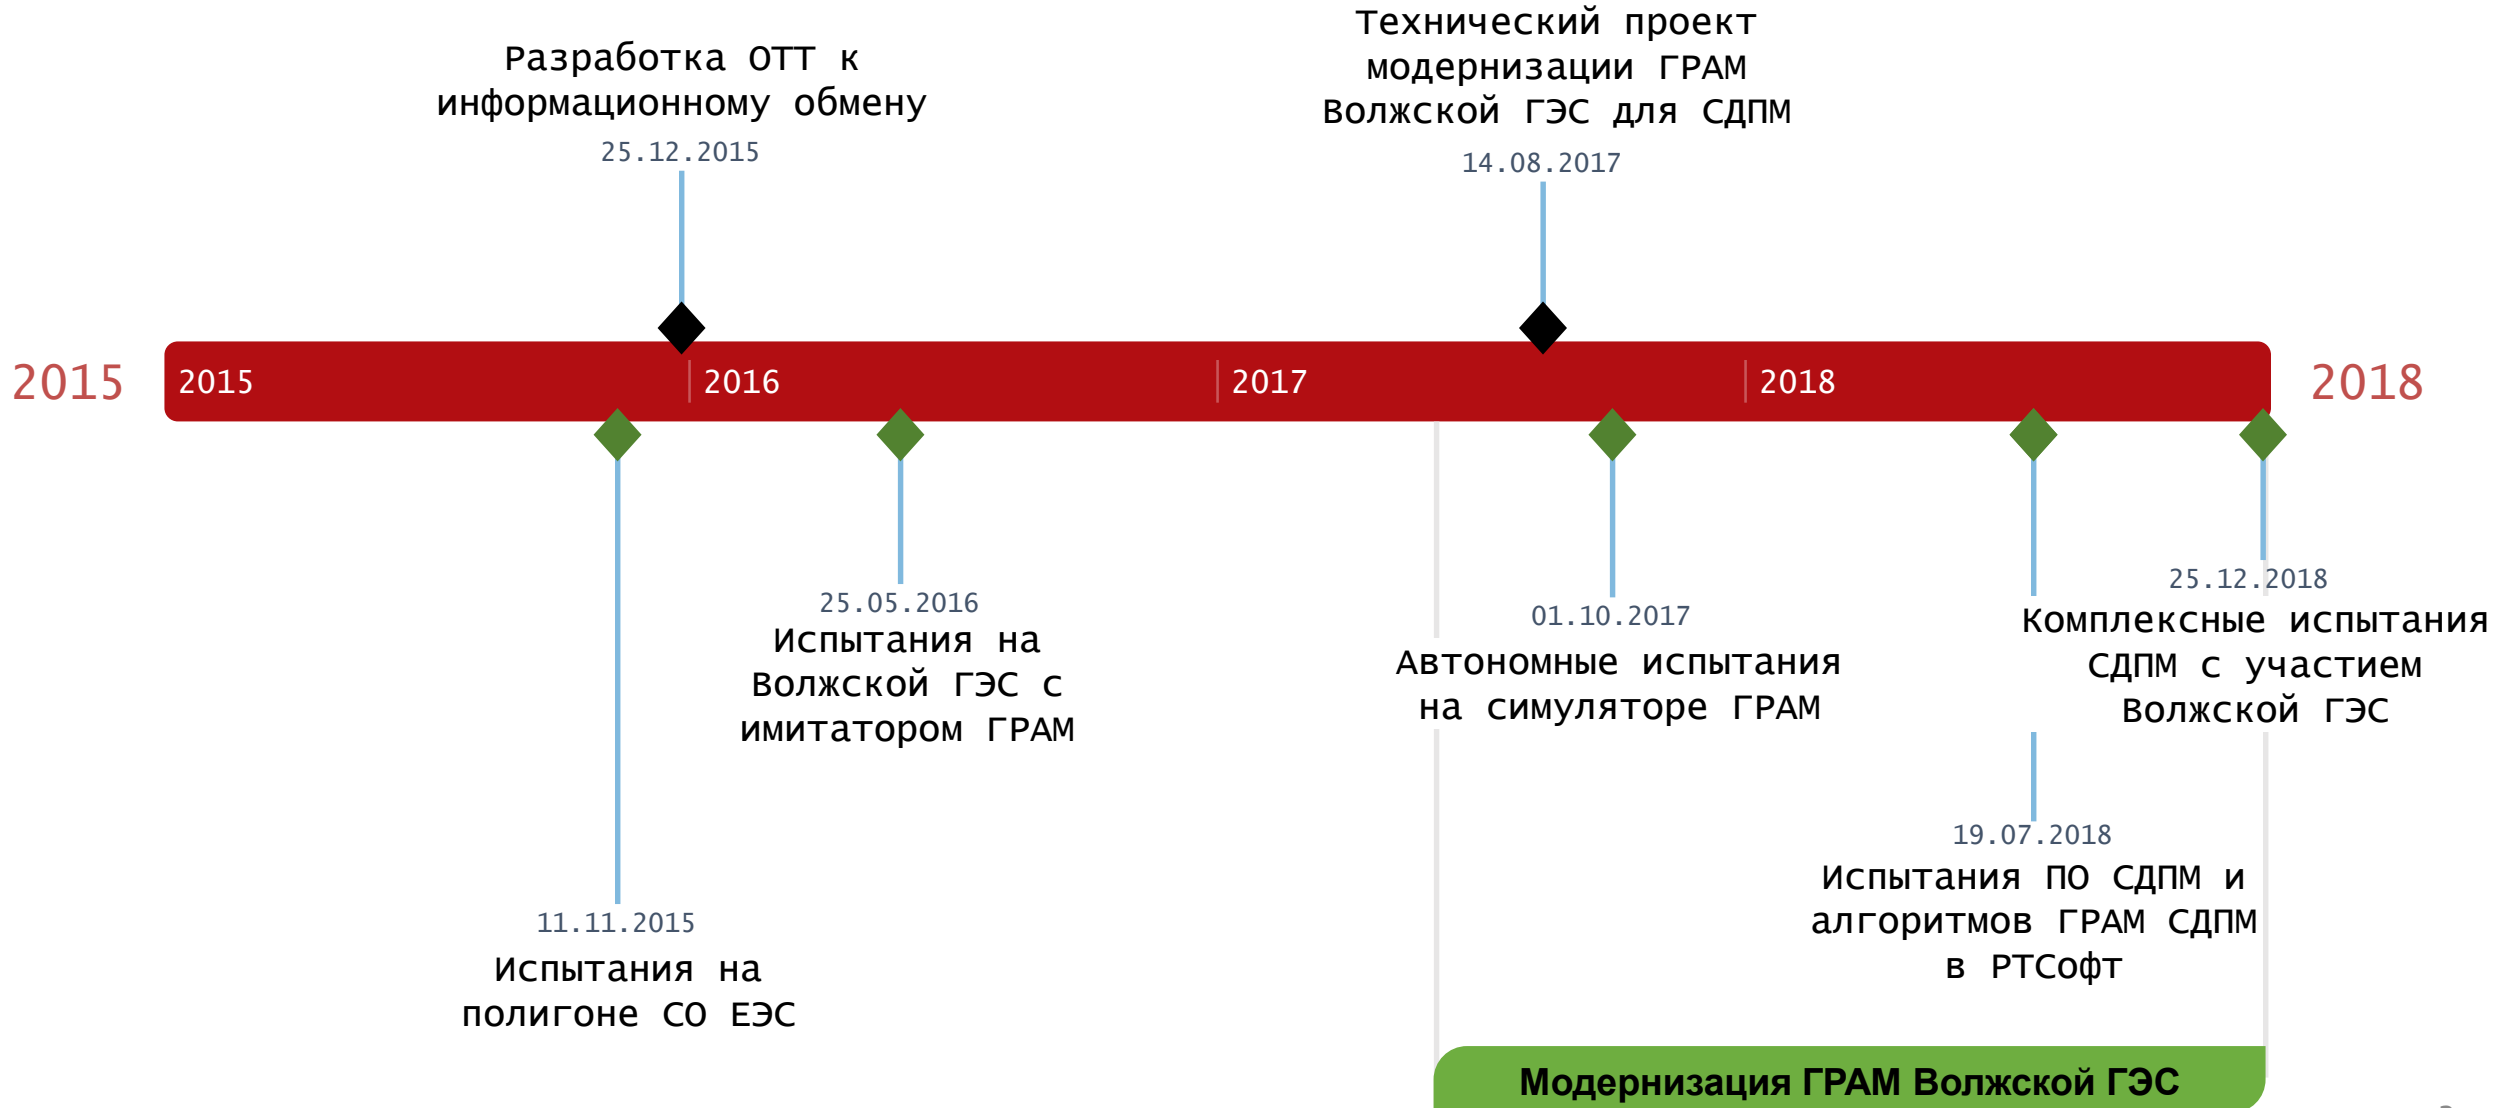 Технический проект
модернизации ГРАМ
Волжской ГЭС для СДПМ
14.08.2017
Разработка ОТТ к
информационному обмену
25.12.2015
2015
2015
2016
2017
2018
2018
25.05.2016
Испытания на
Волжской ГЭС с
имитатором ГРАМ
01.10.2017
Автономные испытания
на симуляторе ГРАМ
25.12.2018
Комплексные испытания
СДПМ с участием
Волжской ГЭС
19.07.2018
Испытания ПО СДПМ и
алгоритмов ГРАМ СДПМ
в РТСофт
11.11.2015
Испытания на
полигоне СО ЕЭС
Модернизация ГРАМ Волжской ГЭС